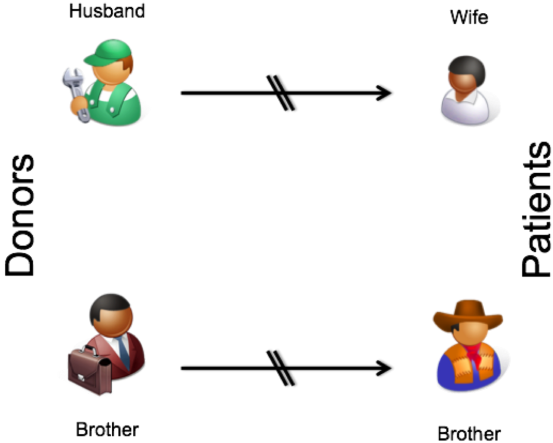 Husband
Wife
Donors
Patients
Brother
Brother